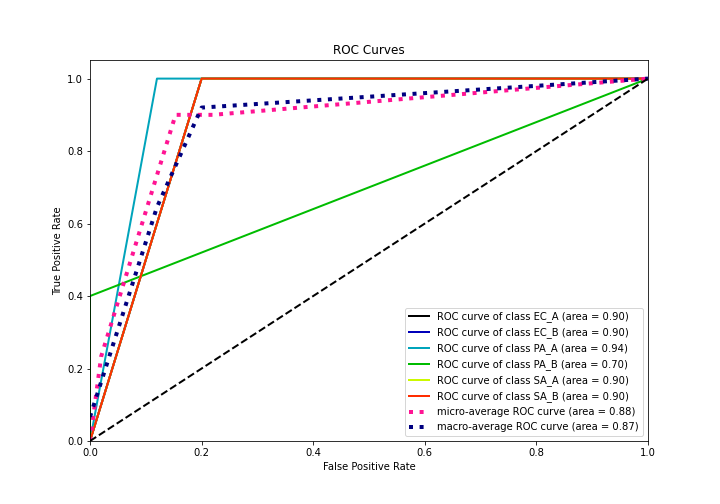 ROC Curves
1.0
0.8
0.6
0.4
0.2
0.0
True Positive Rate
0.0 0.2 0.4 0.6 0.8 1.0
False Positive Rate
ROC curve of class EC_A (area = 0.90)
ROC curve of class EC_B (area = 0.90)
ROC curve of class PA_A (area = 0.94)
ROC curve of class PA_B (area = 0.70)
ROC curve of class SA_A (area = 0.90)
ROC curve of class SA_B (area = 0.90)
micro-average ROC curve (area = 0.88)
macro-average ROC curve (area = 0.87)